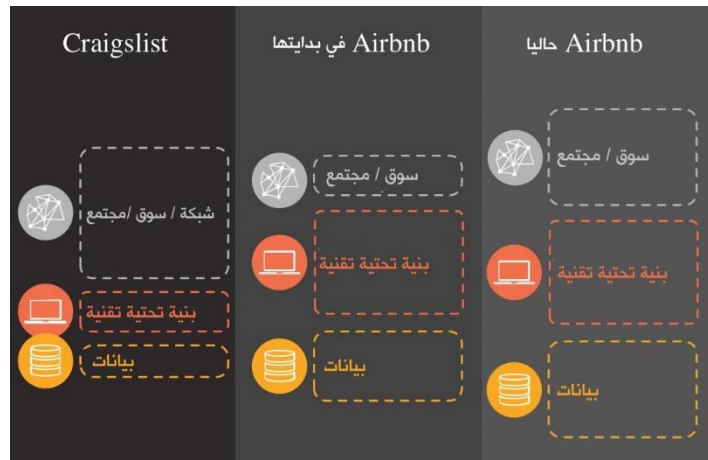 Craigslist
شبكة / سوق /مجتمع
بنية تحتية تقنية
بيانات
Airbnb في بدايتها
سوق / مجتمع
بنية تحتية تقنية
بيانات
Airbnb حاليا
سوق / مجتمع
بنية تحتية تقنية
بيانات